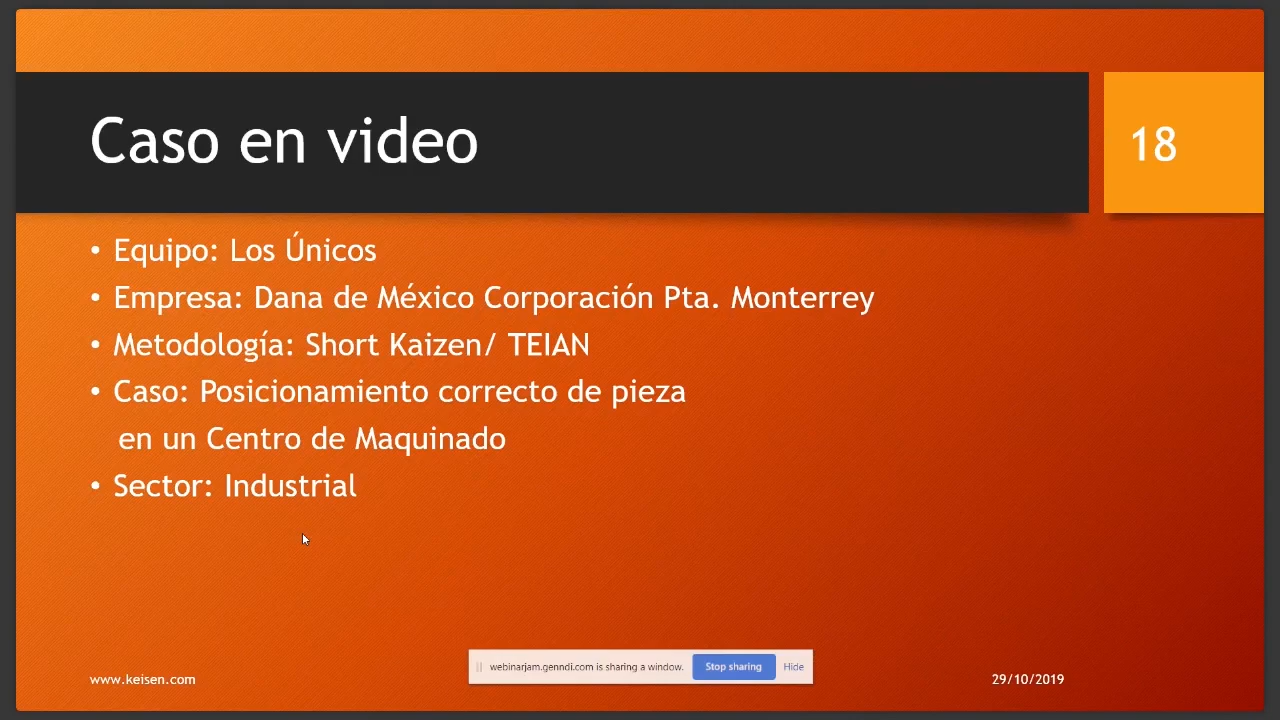 Caso en video
18
• Equipo: Los Únicos
• Empresa: Dana de México Corporación Pta. Monterrey
• Metodología: Short Kaizen/ TEIAN
• Caso: Posicionamiento correcto de pieza
en un Centro de Maquinado
• Sector: Industrial
webinarjam.genndi.com is sharing a window. Stop sharing Hide
www.keisen.com
29/10/2019